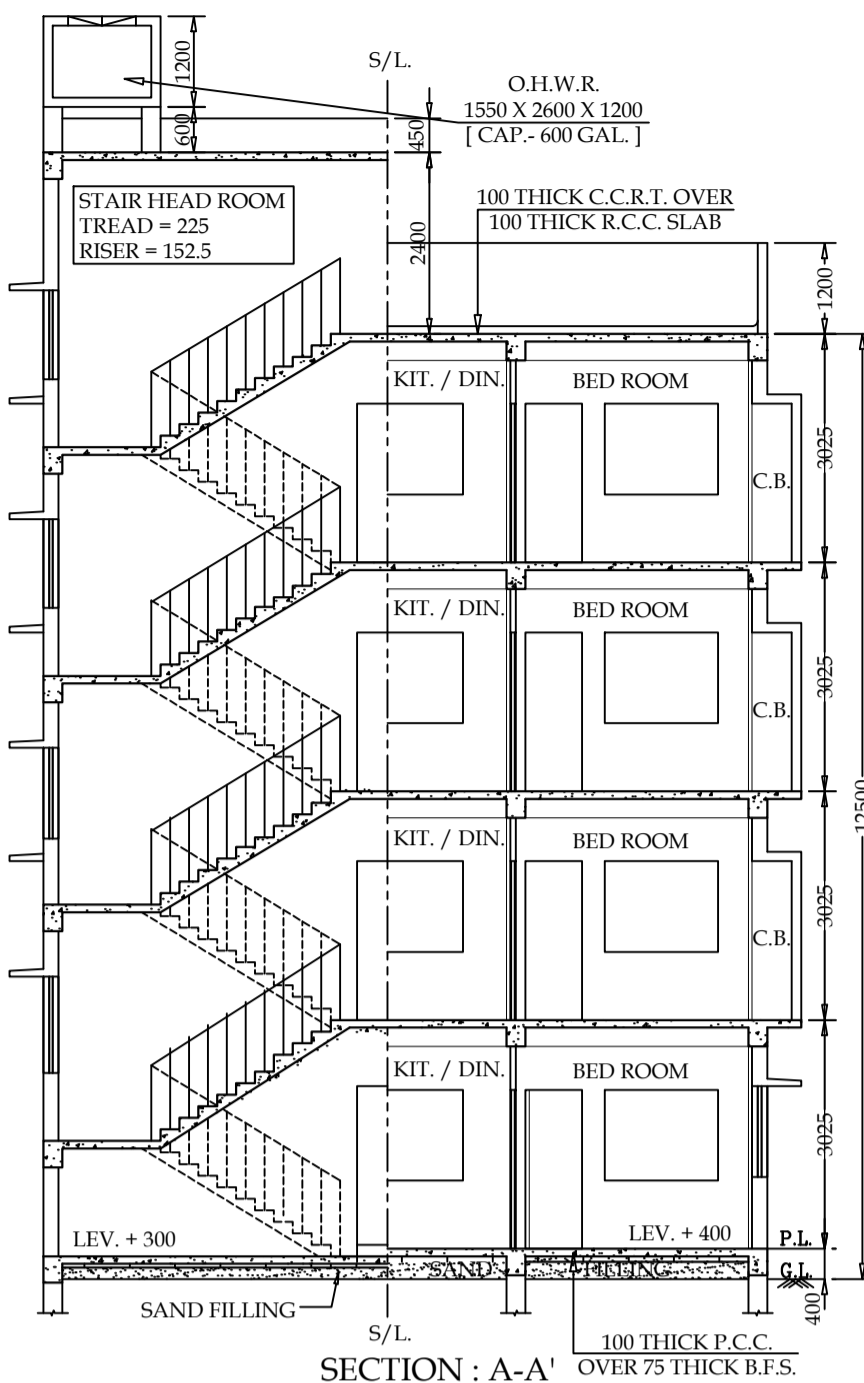 S/L.
1200
600
O.H.W.R.
1550 X 2600 X 1200
[ CAP.- 600 GAL. ]
450
STAIR HEAD ROOM
TREAD = 225
RISER = 152.5
2400
100 THICK C.C.R.T. OVER
100 THICK R.C.C. SLAB
1200
KIT. / DIN.
BED ROOM
3025
C.B.
KIT. / DIN.
BED ROOM
3025
C.B.
12500
KIT. / DIN.
BED ROOM
3025
C.B.
KIT. / DIN.
BED ROOM
3025
LEV. + 300
LEV. + 400
P.L.
SAND FILLING
G.L.
SAND FILLING
400
S/L.
100 THICK P.C.C.
OVER 75 THICK B.F.S.
SECTION : A-A'